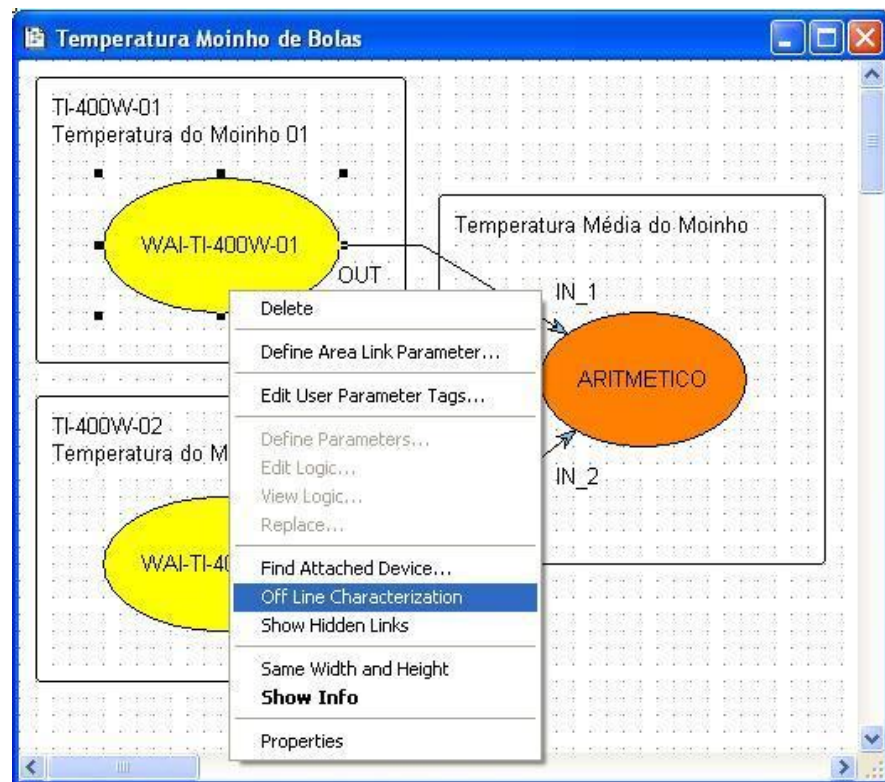 Temperatura Moinho de Bolas
TI-400W-01
Temperatura do Moinho 01
WAI-TI-400W-01
OUT
Temperatura Média do Moinho
IN_1
ARITMETICO
IN_2
TI-400W-02
Temperatura do M
WAI-TI-40
Delete
Define Area Link Parameter...
Edit User Parameter Tags...
Define Parameters...
Edit Logic...
View Logic...
Replace...
Find Attached Device...
Off Line Characterization
Show Hidden Links
Same Width and Height
Show Info
Properties